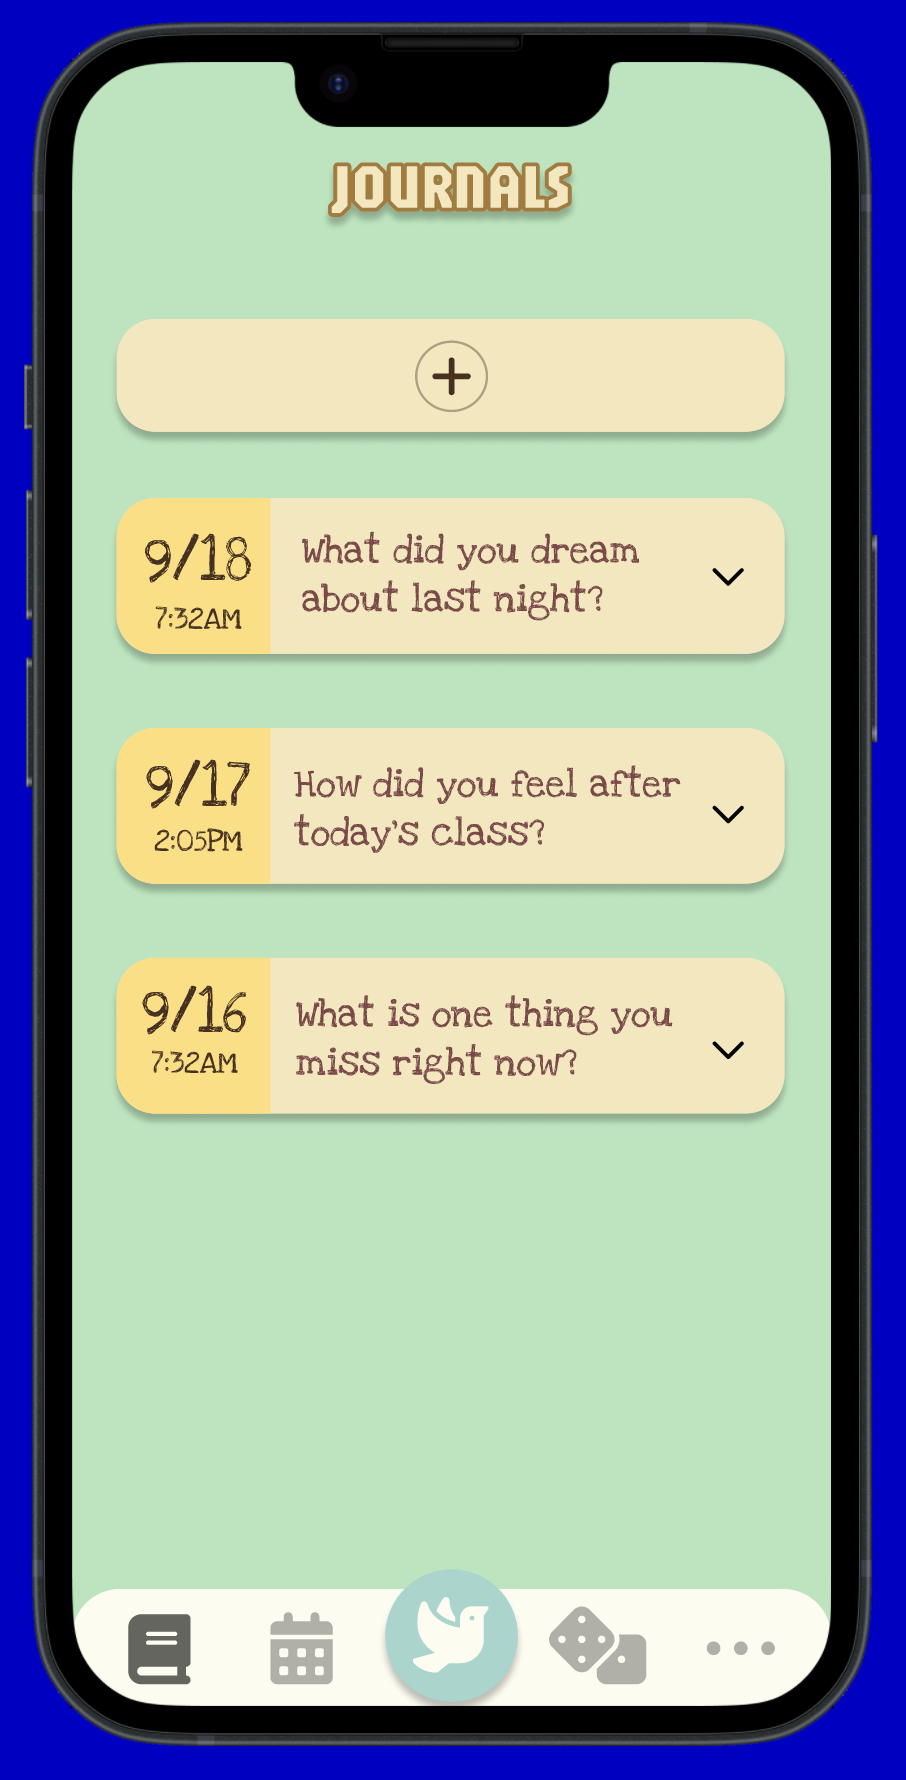 JOURNALS
9/18
7:32AM
What did you dream
about last night?
9/17
2:05PM
How did you feel after
today's class?
9/16
7:32AM
What is one thing you
miss right now?